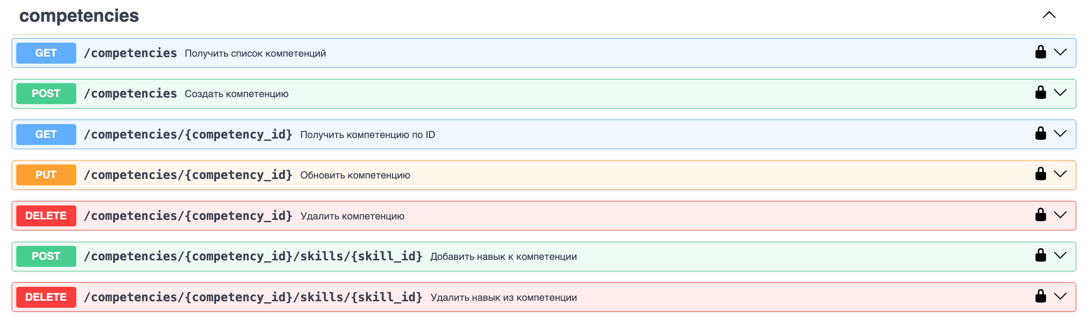 competencies
GET /competencies Получить список компетенций
POST /competencies Создать компетенцию
GET /competencies/{competency_id} Получить компетенцию по ID
PUT /competencies/{competency_id} Обновить компетенцию
DELETE /competencies/{competency_id} Удалить компетенцию
POST /competencies/{competency_id}/skills/{skill_id} Добавить навык к компетенции
DELETE /competencies/{competency_id}/skills/{skill_id} Удалить навык из компетенции